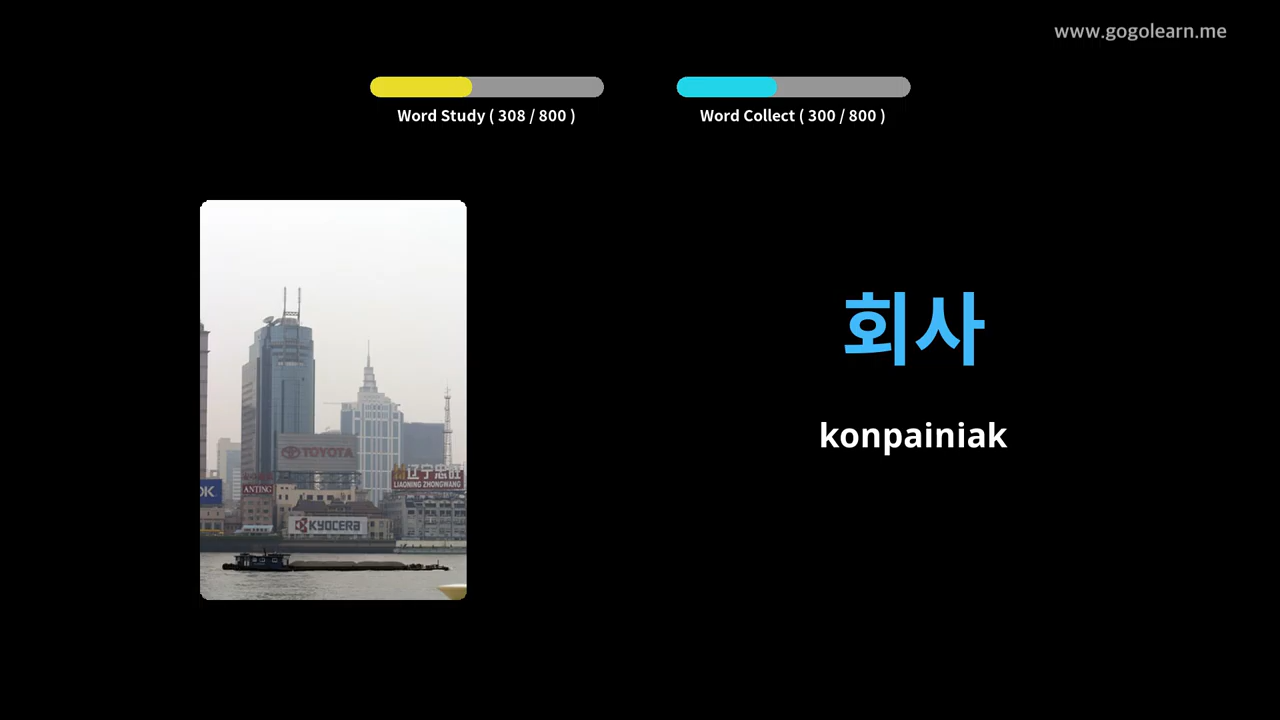 www.gogolearn.me
Word Study ( 308 / 800 )
Word Collect ( 300 / 800 )
회사
konpainiak
TOYOTA
辽宁忠旺
LIAONING ZHONGWANG
OK
ANTING
KYOCERA